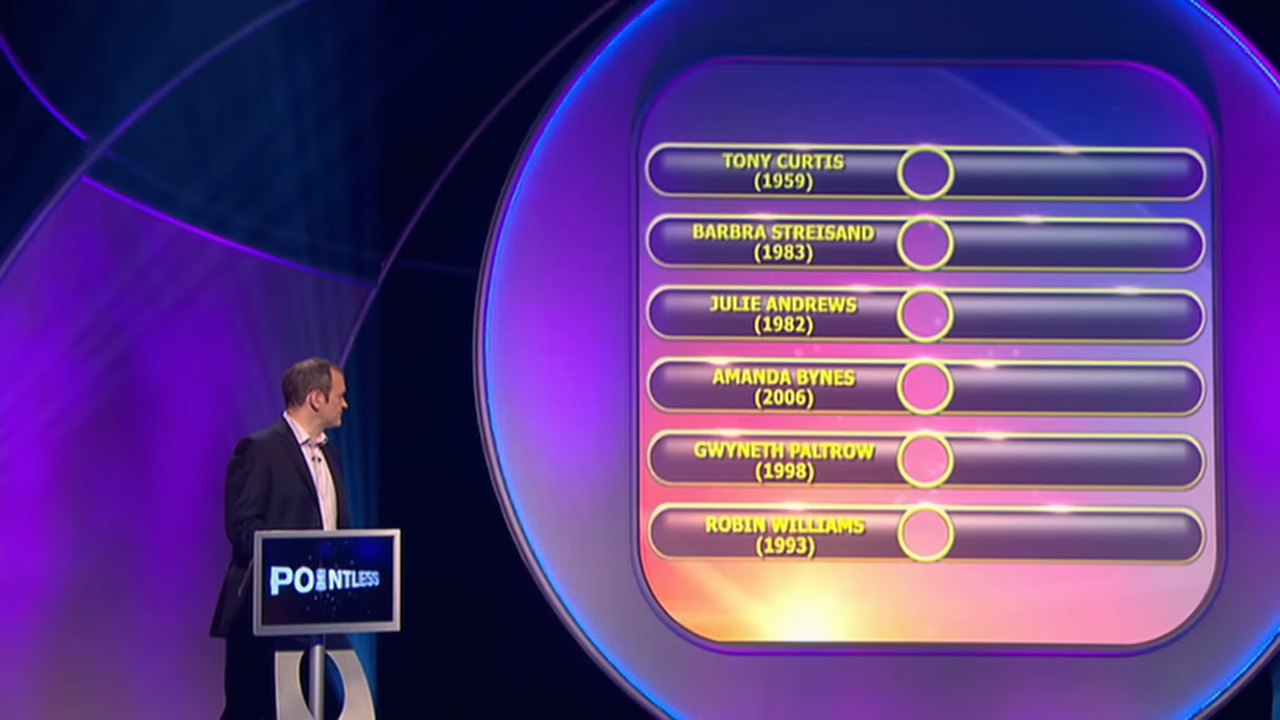 TONY CURTIS
(1959)
BARBRA STREISAND
(1983)
JULIE ANDREWS
(1982)
AMANDA BYNES
(2006)
GWYNETH PALTROW
(1998)
ROBIN WILLIAMS
(1993)
POINTLESS